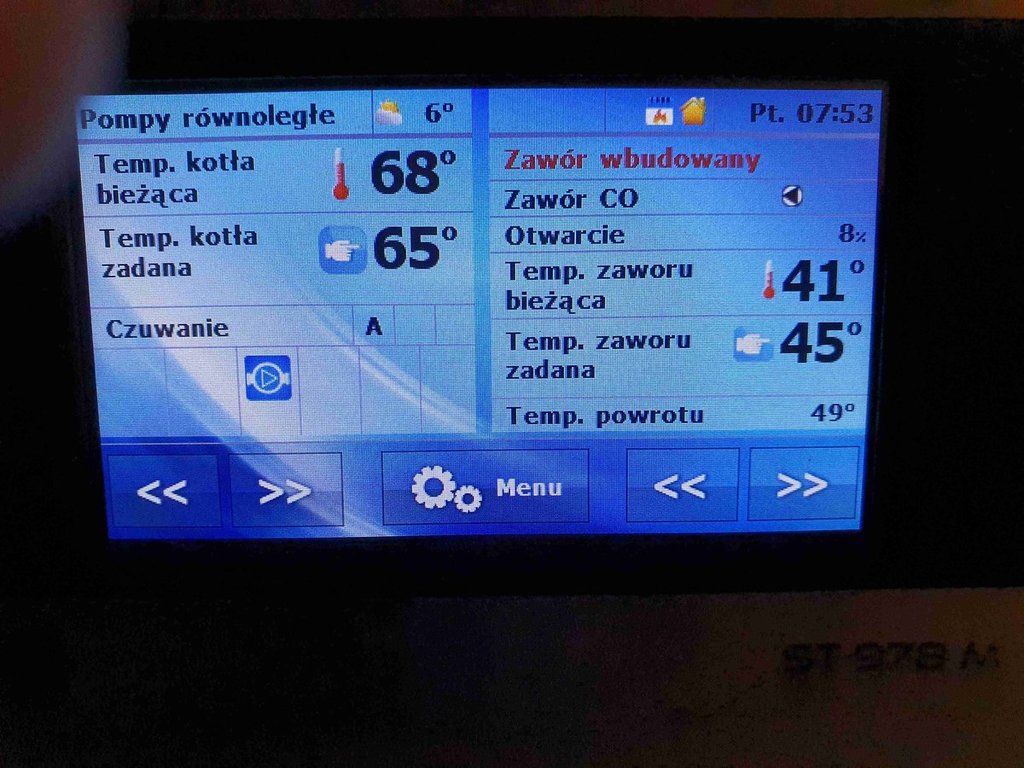 Pompy równoległe 6°
Temp. kotła
bieżąca 68°
Temp. kotła
zadana 65°
Czuwanie A
Pt. 07:53
Zawór wbudowany
Zawór CO
Otwarcie 8%
Temp. zaworu
bieżąca 41°
Temp. zaworu
zadana 45°
Temp. powrotu 49°
<< >> Menu << >>
ST-978 M